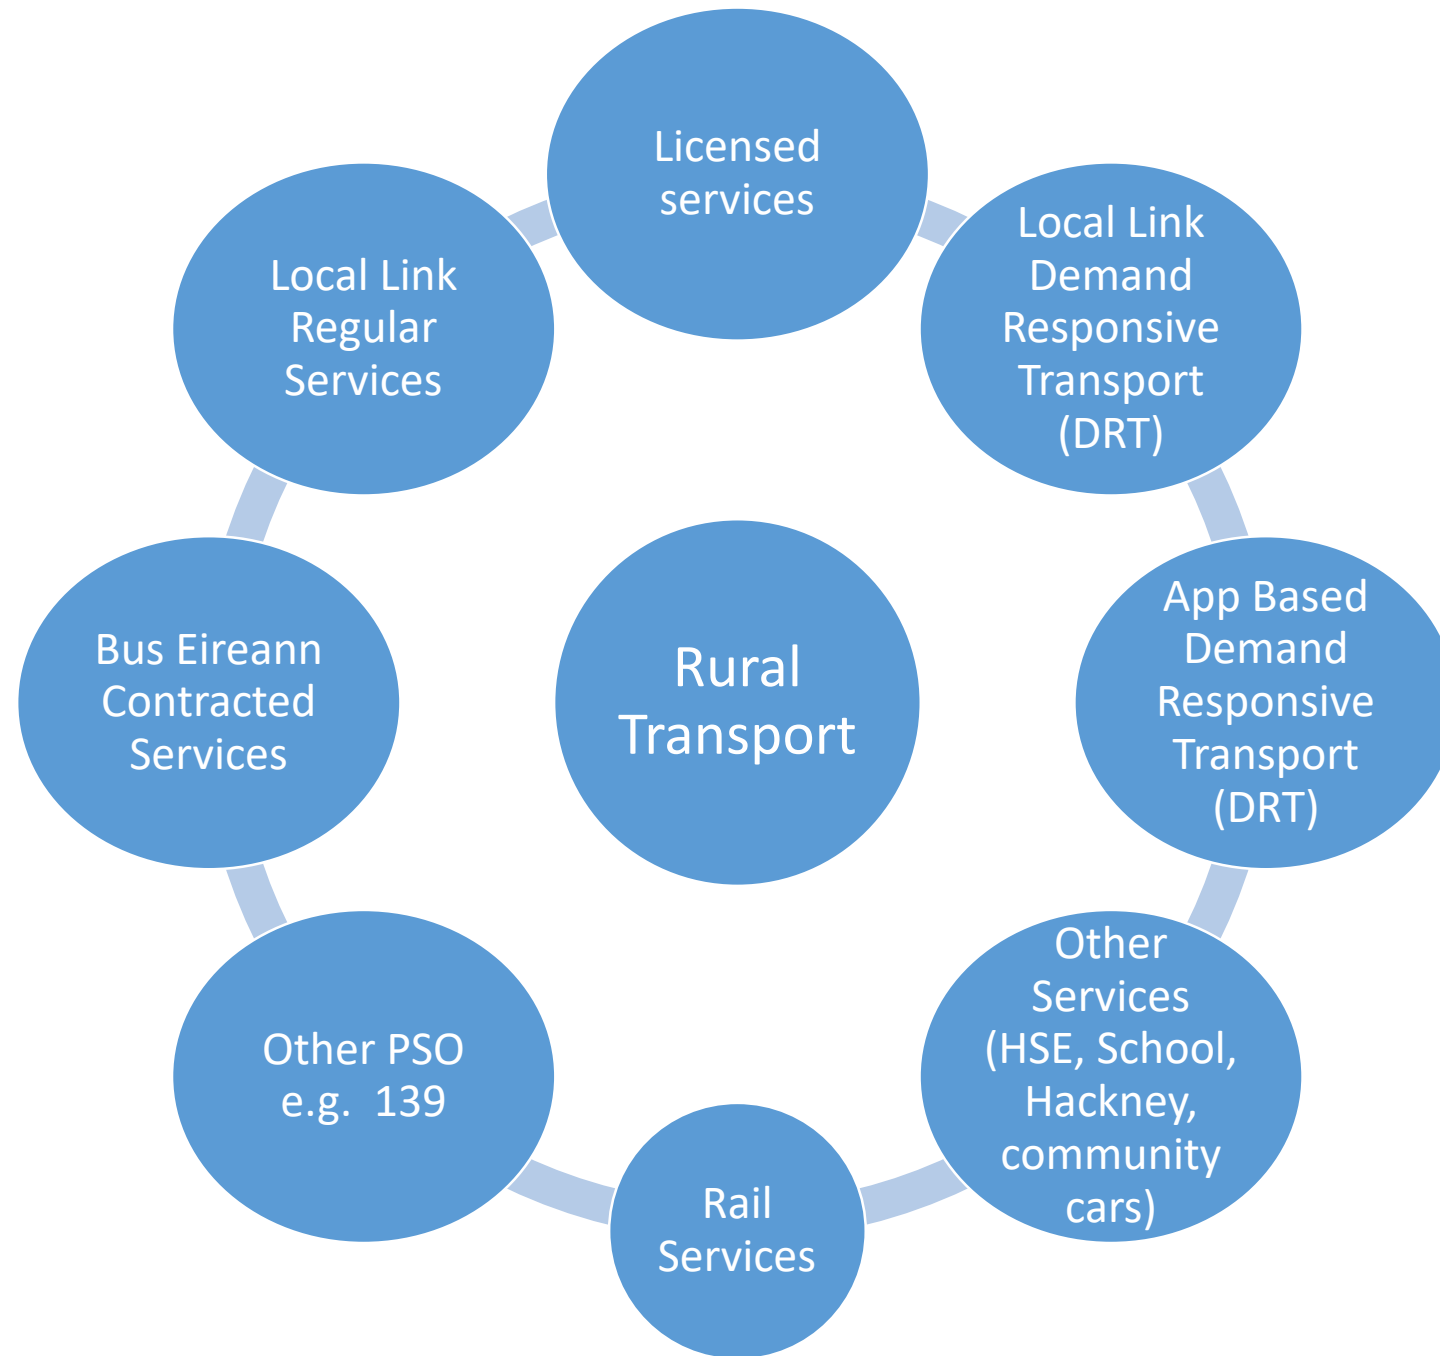 Licensed
services
Local Link
Demand
Responsive
Transport
(DRT)
App Based
Demand
Responsive
Transport
(DRT)
Other
Services
(HSE, School,
Hackney,
community
cars)
Rail
Services
Other PSO
e.g.  139
Bus Eireann
Contracted
Services
Local Link
Regular
Services
Rural
Transport